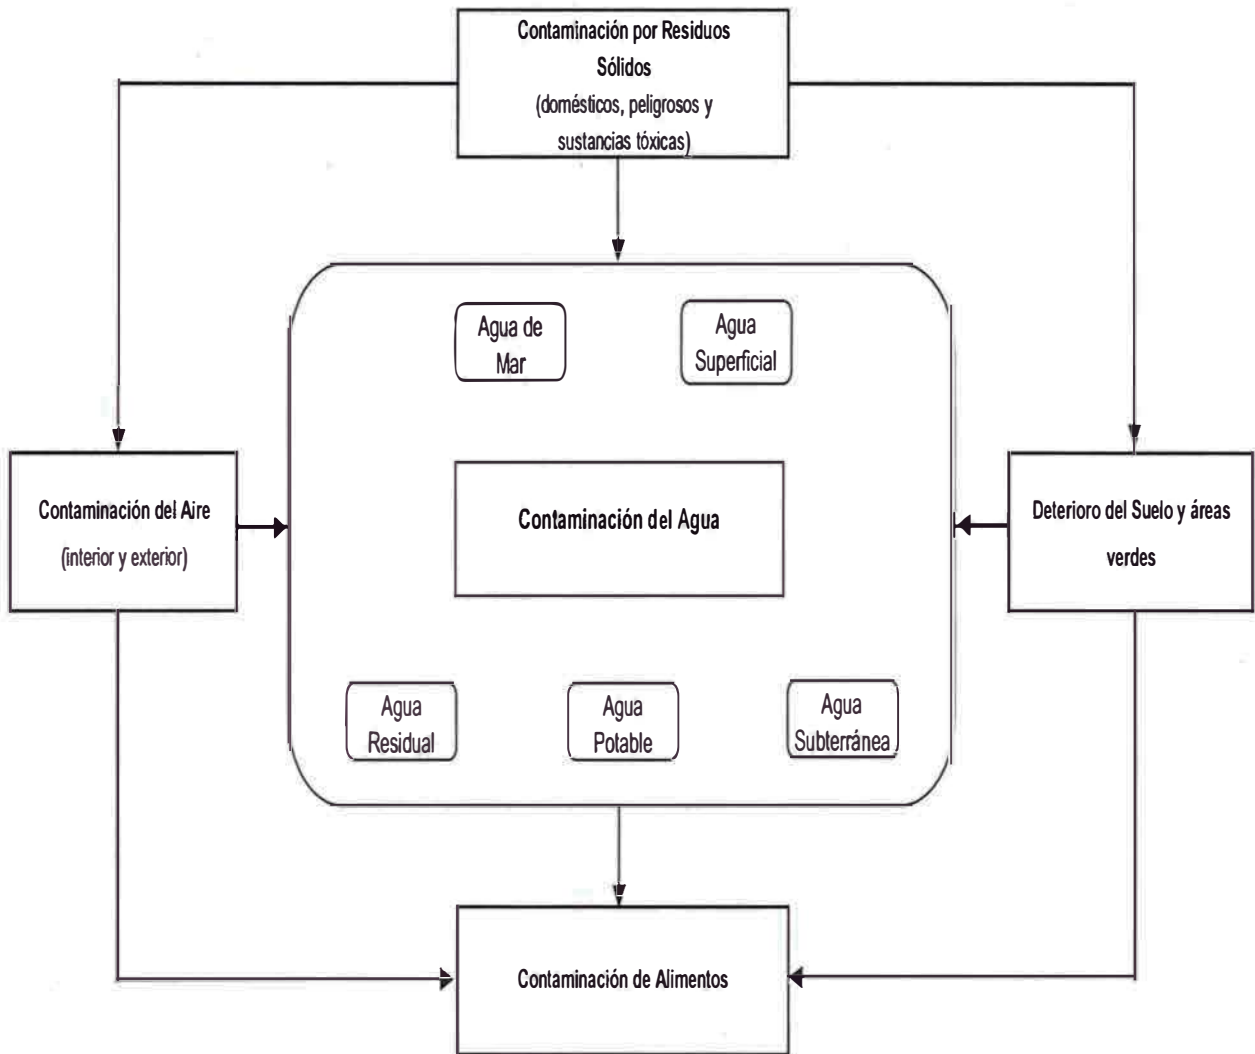 Contaminación por Residuos
Sólidos
(domésticos, peligrosos y
sustancias tóxicas)
Agua de
Mar
Agua
Superficial
Contaminación del Aire
(interior y exterior)
Contaminación del Agua
Deterioro del Suelo y áreas
verdes
Agua
Residual
Agua
Potable
Agua
Subterránea
Contaminación de Alimentos